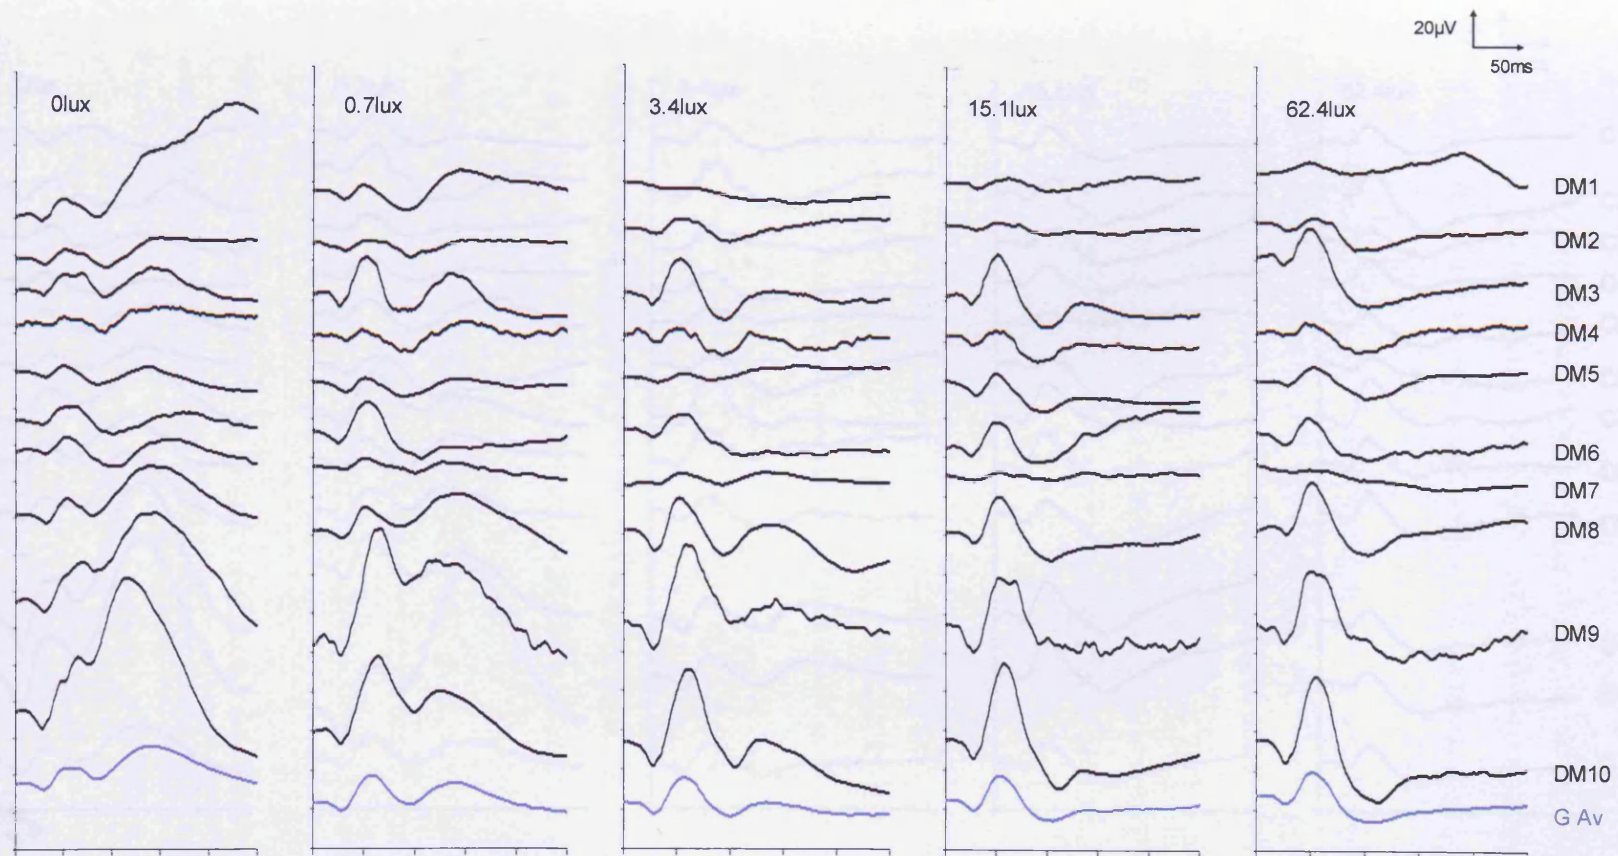 20µV
50ms
0lux
0.7lux
3.4lux
15.1lux
62.4lux
DM1
DM2
DM3
DM4
DM5
DM6
DM7
DM8
DM9
DM10
G Av